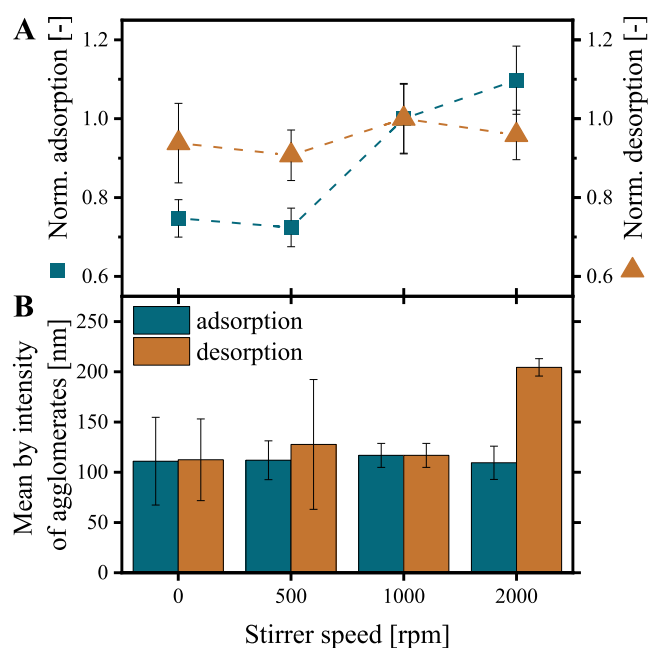 A
Norm. adsorption [-]
1.2
1.0
0.8
0.6
1.2
1.0
0.8
0.6
Norm. desorption [-]
B
Mean by intensity
of agglomerates [nm]
250
200
150
100
50
0
adsorption
desorption
0 500 1000 2000
Stirrer speed [rpm]